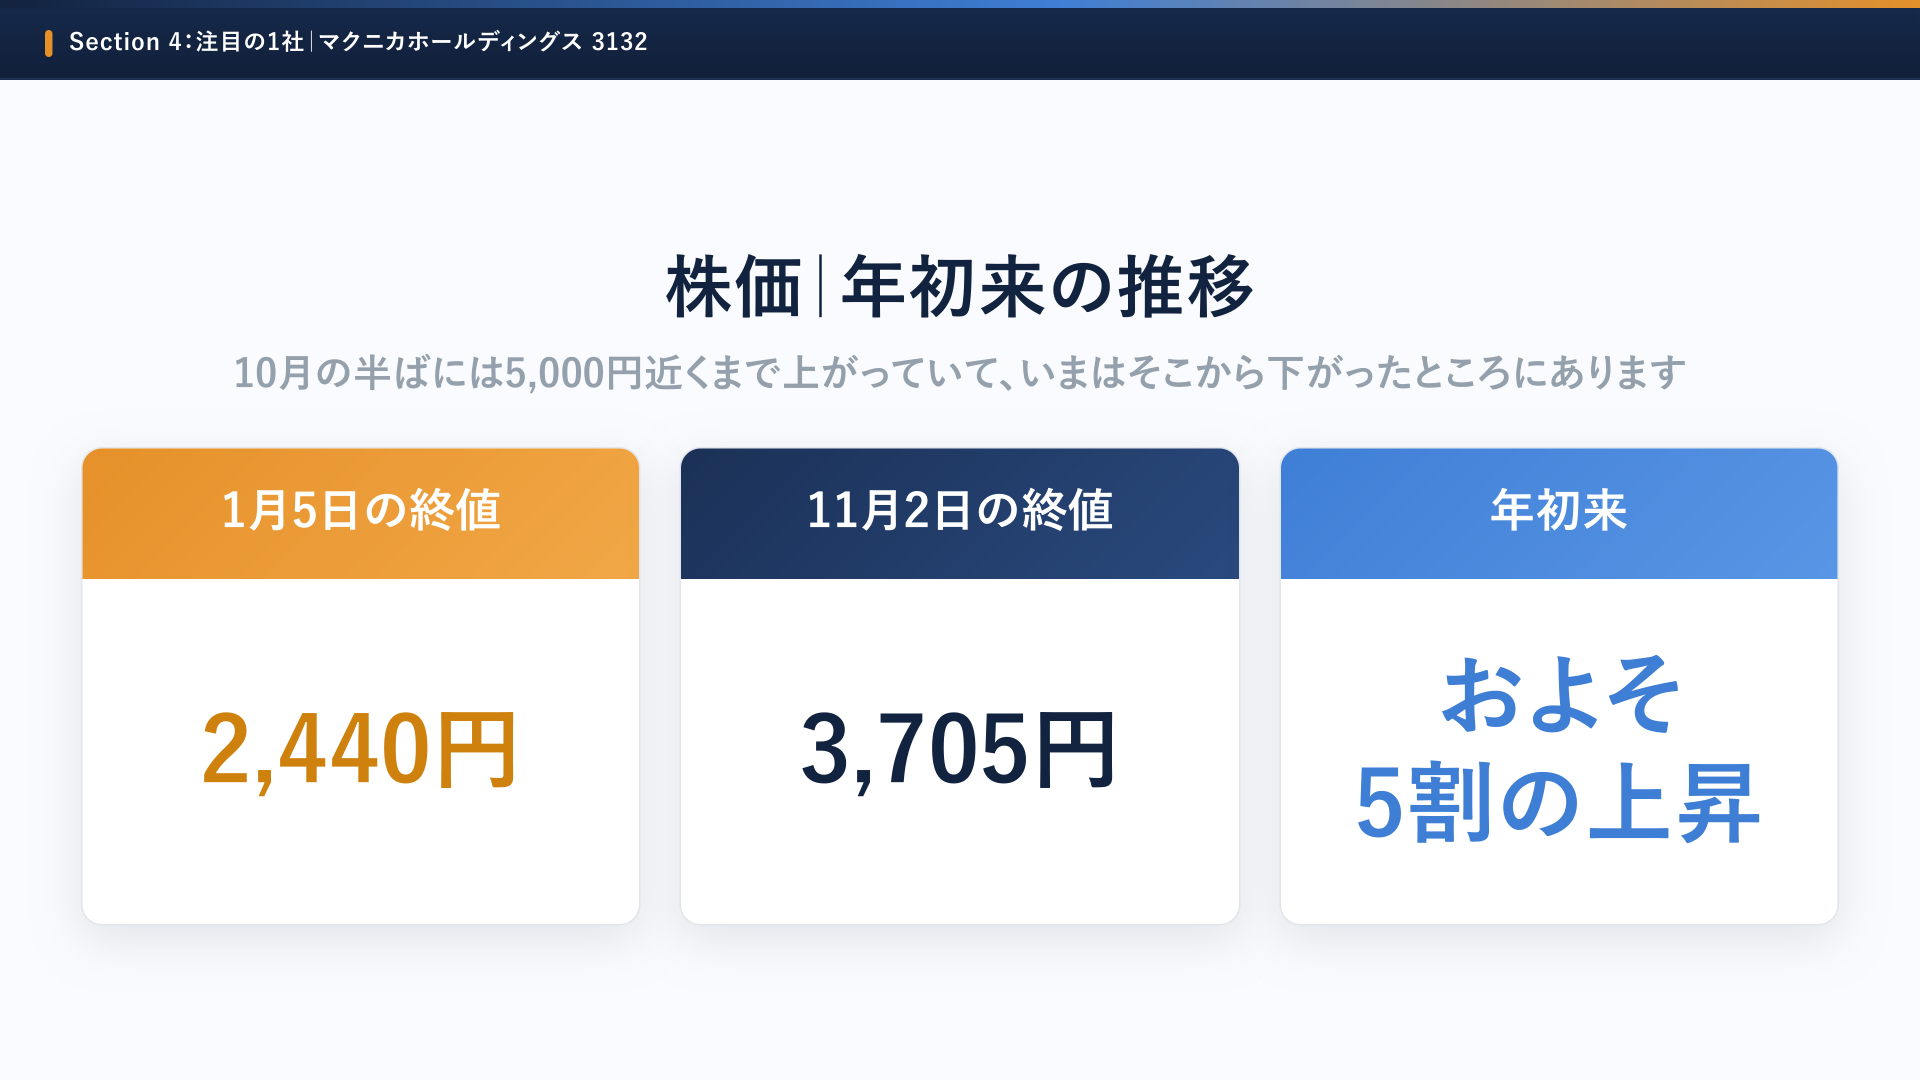 Section 4：注目の1社｜マクニカホールディングス 3132
株価｜年初来の推移
10月の半ばには5,000円近くまで上がっていて、いまはそこから下がったところにあります
1月5日の終値
2,440円
11月2日の終値
3,705円
年初来
およそ
5割の上昇